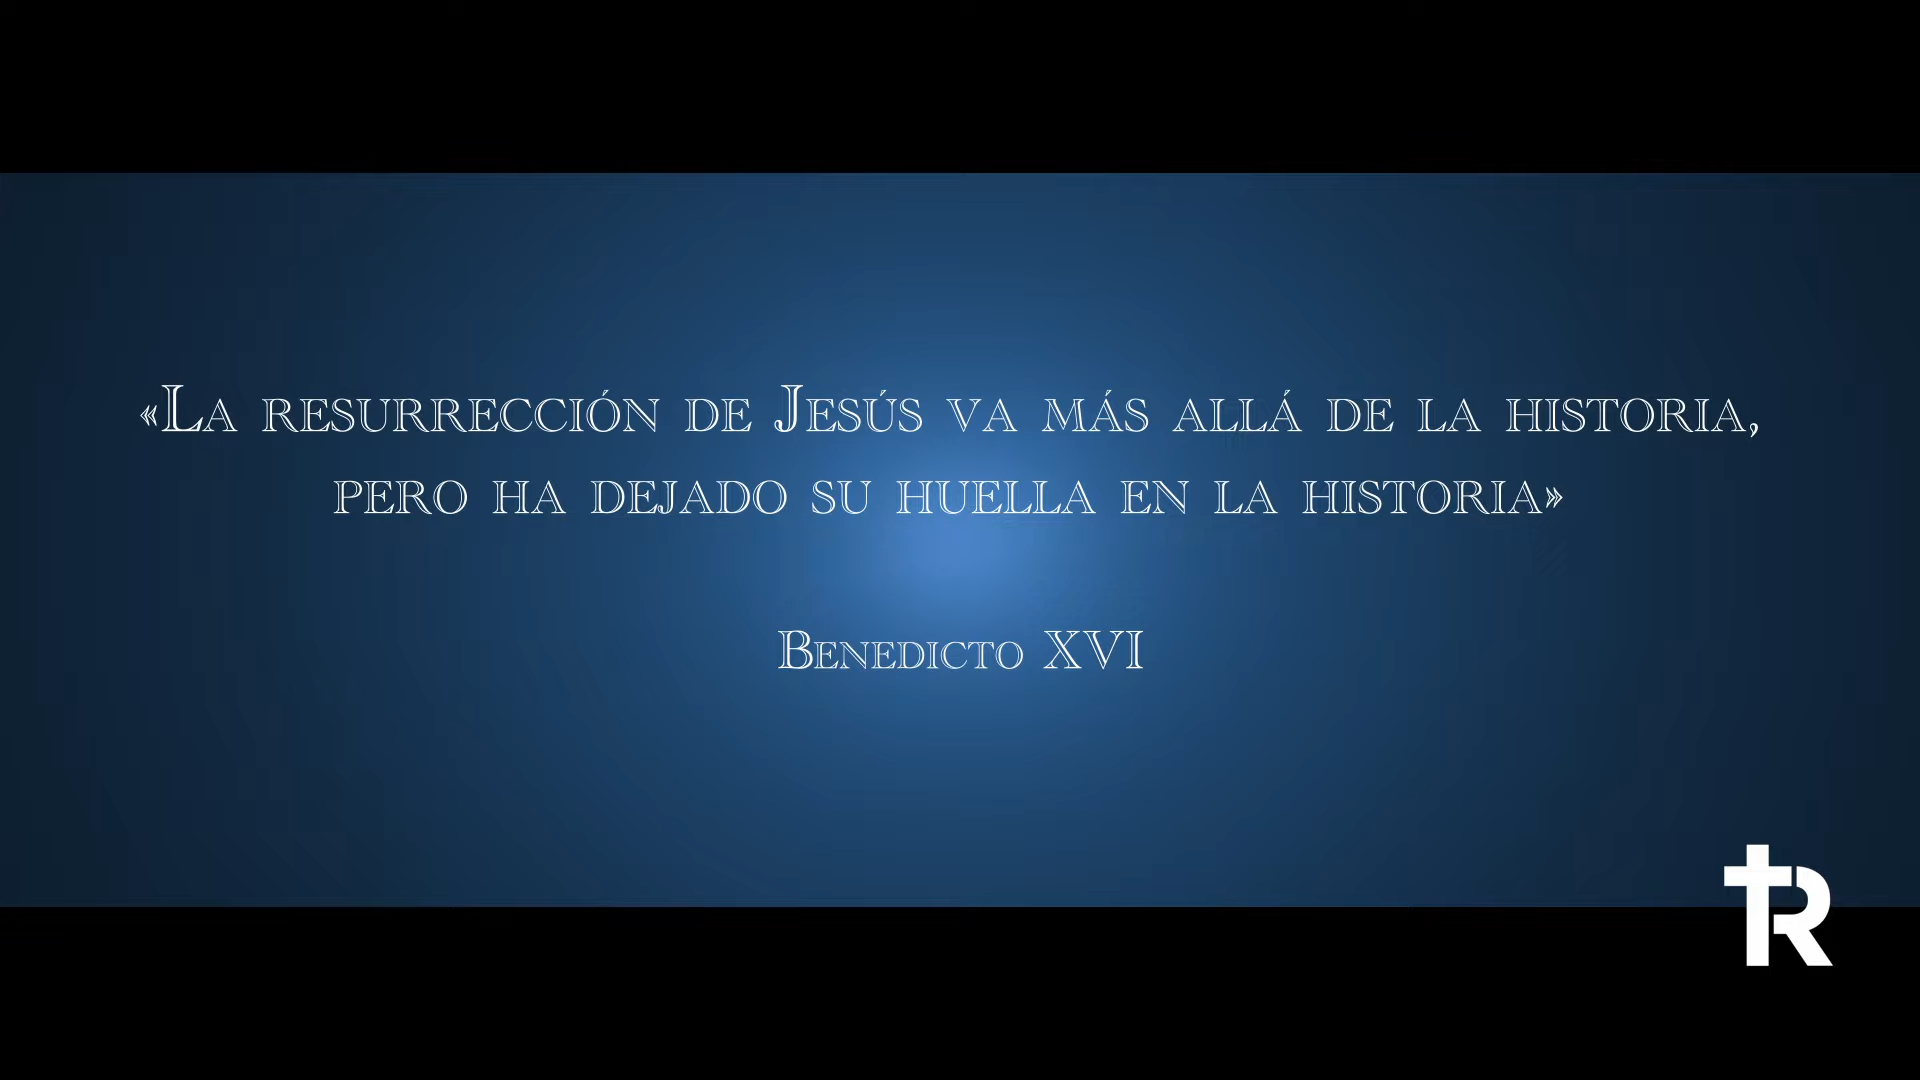 «La resurrección de Jesús va más allá de la historia,
pero ha dejado su huella en la historia»
Benedicto XVI